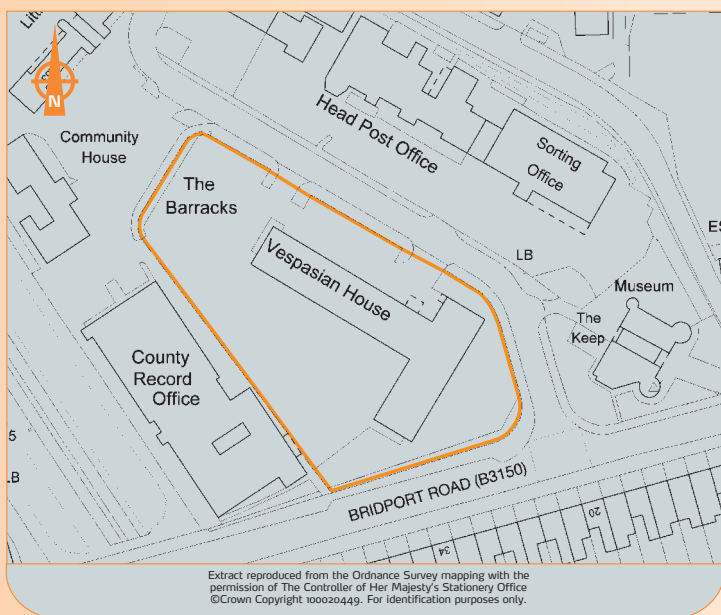 N
Community
House
The
Barracks
Head Post Office
Sorting
Office
LB
Museum
The
Keep
Vespasian House
County
Record
Office
5
LB
BRIDPORT ROAD (B3150)
20
34
Extract reproduced from the Ordnance Survey mapping with the
permission of The Controller of Her Majesty's Stationery Office
©Crown Copyright 100020449. For identification purposes only.